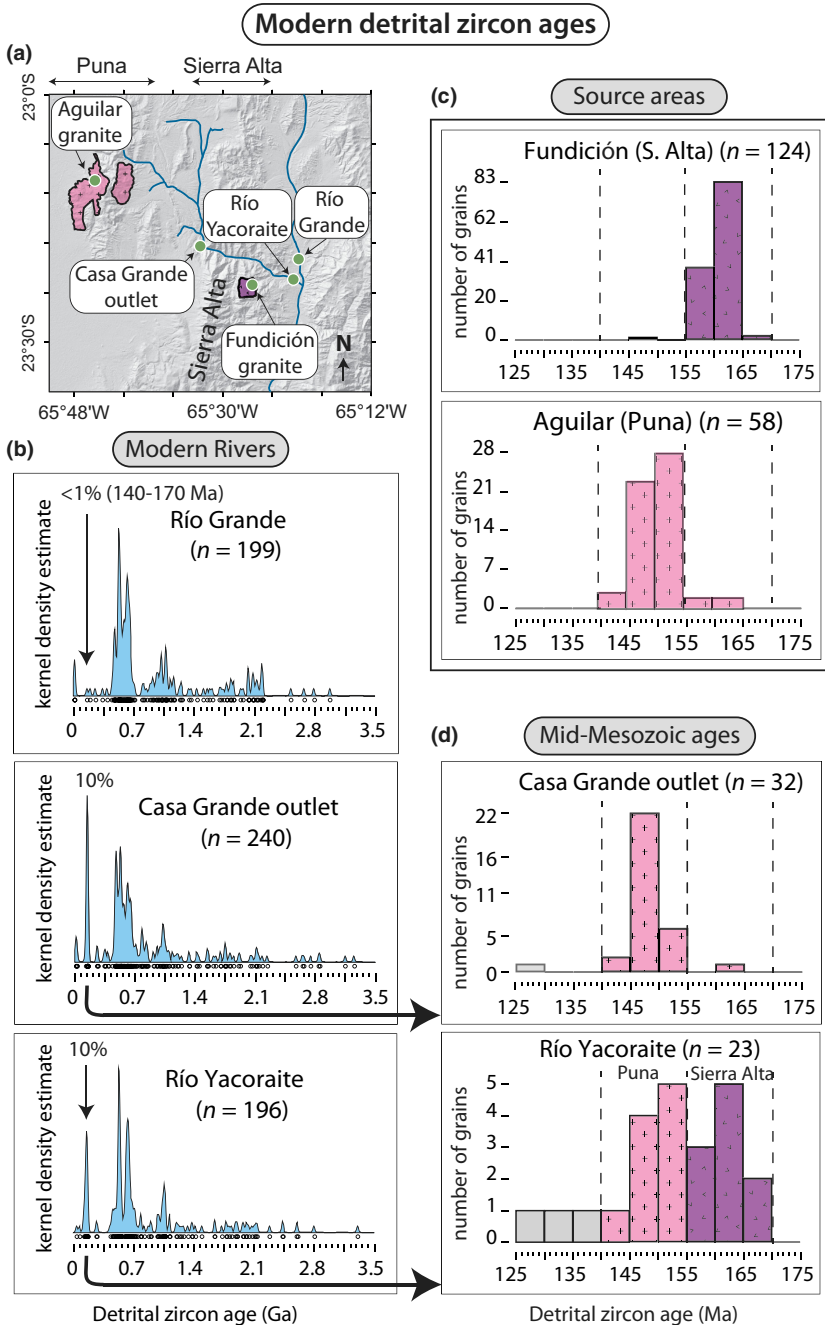 Modern detrital zircon ages
(a)
Puna
Sierra Alta
23°0'S
23°30'S
Aguilar
granite
Río
Yacoraite
Río
Grande
Casa Grande
outlet
Sierra Alta
Fundición
granite
N
65°48'W
65°30'W
65°12'W
(b)
Modern Rivers
<1% (140-170 Ma)
Río Grande
(n = 199)
kernel density estimate
0
0.7
1.4
2.1
2.8
3.5
10%
Casa Grande outlet
(n = 240)
kernel density estimate
0
0.7
1.4
2.1
2.8
3.5
10%
Río Yacoraite
(n = 196)
kernel density estimate
0
0.7
1.4
2.1
2.8
3.5
Detrital zircon age (Ga)
(c)
Source areas
Fundición (S. Alta) (n = 124)
number of grains
83
62
41
20
0
125
135
145
155
165
175
Aguilar (Puna) (n = 58)
number of grains
28
21
14
7
0
125
135
145
155
165
175
(d)
Mid-Mesozoic ages
Casa Grande outlet (n = 32)
number of grains
22
16
11
5
0
125
135
145
155
165
175
Río Yacoraite (n = 23)
Puna
Sierra Alta
number of grains
5
4
3
2
1
0
125
135
145
155
165
175
Detrital zircon age (Ma)